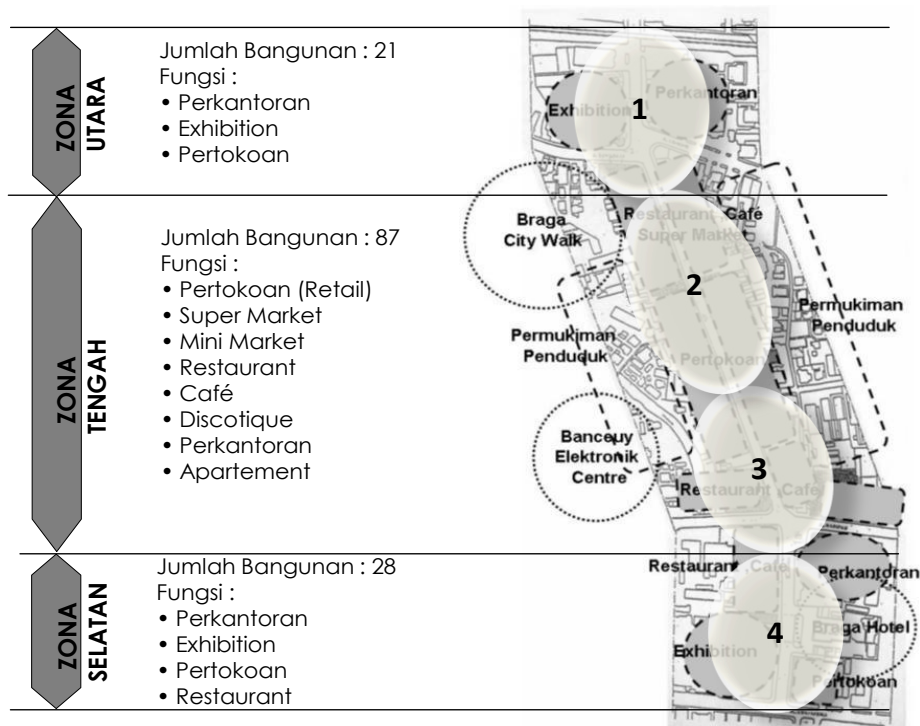 ZONA
UTARA
Jumlah Bangunan : 21
Fungsi :
• Perkantoran
• Exhibition
• Pertokoan
ZONA
TENGAH
Jumlah Bangunan : 87
Fungsi :
• Pertokoan (Retail)
• Super Market
• Mini Market
• Restaurant
• Café
• Discotique
• Perkantoran
• Apartement
ZONA
SELATAN
Jumlah Bangunan : 28
Fungsi :
• Perkantoran
• Exhibition
• Pertokoan
• Restaurant
Exhibition
1
Perkantoran
Braga
City Walk
Restaurant Café
Super Market
2
Permukiman
Penduduk
Permukiman
Penduduk
Pertokoan
Banceuy
Elektronik
Centre
3
Restaurant Café
Restaurant Café
Perkantoran
4
Braga Hotel
Exhibition
Pertokoan